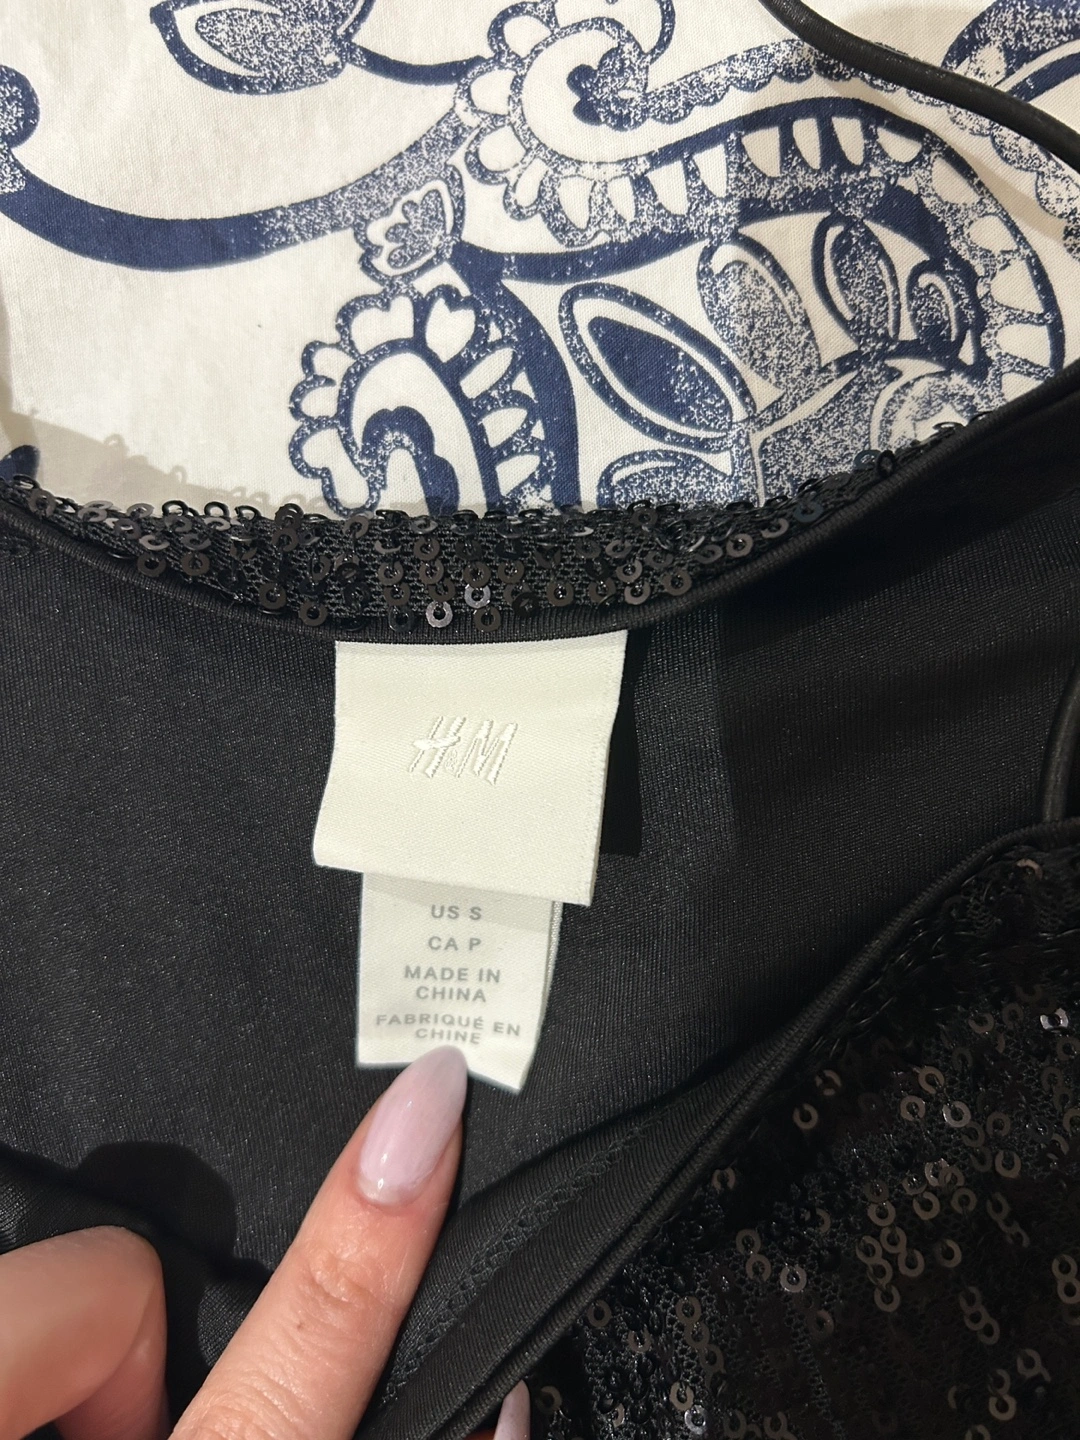 H&M
US S
CA P
MADE IN
CHINA
FABRIQUÉ EN
CHINE